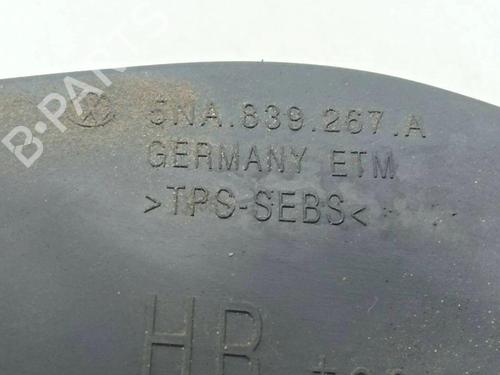 B-PARTS
5NA.839.267.A
GERMANY ETM
>TPS-SEBS<
HR